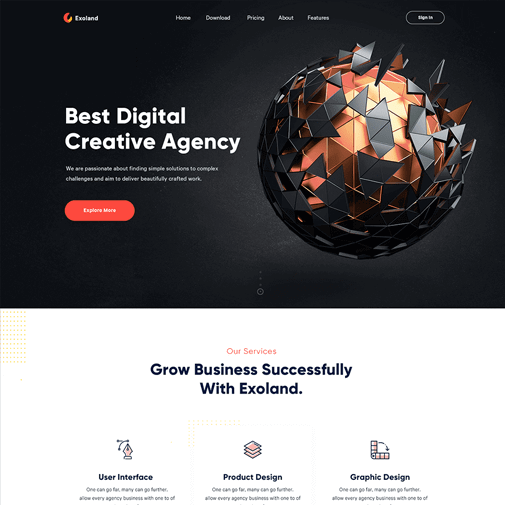 Exoland
Home Download Pricing About Features
Sign In
Best Digital
Creative Agency
We are passionate about finding simple solutions to complex
challenges and aim to deliver beautifully crafted work.
Explore More
Our Services
Grow Business Successfully
With Exoland.
User Interface
One can go far, many can go further,
allow every agency business with one to of
Product Design
One can go far, many can go further,
allow every agency business with one to of
Graphic Design
One can go far, many can go further,
allow every agency business with one to of